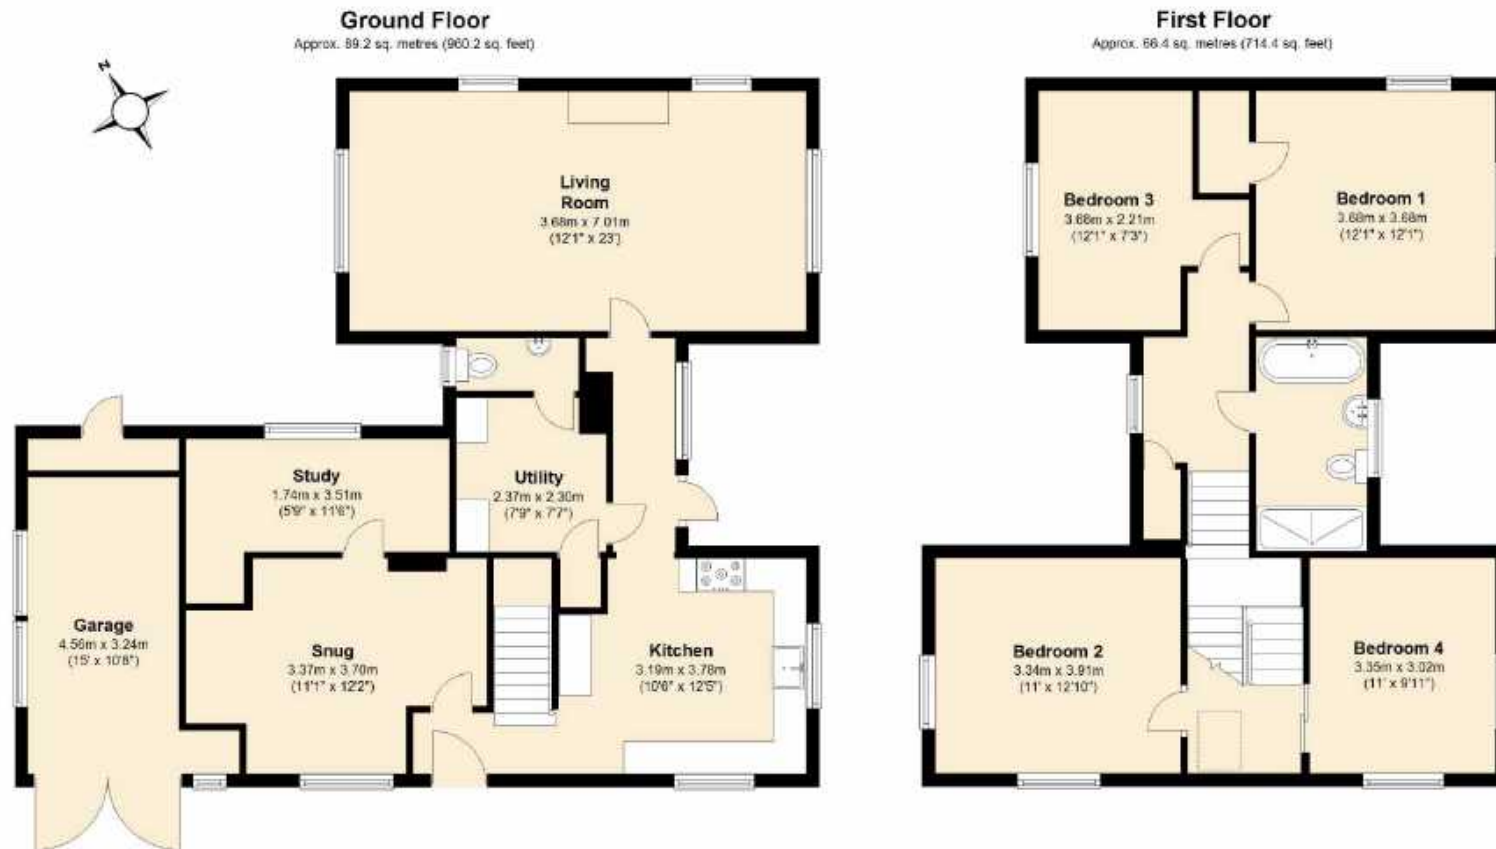 Ground Floor
Approx. 89.2 sq. metres (960.2 sq. feet)
N
Living
Room
3.68m x 7.01m
(12'1" x 23')
Study
1.74m x 3.51m
(5'9" x 11'6")
Utility
2.37m x 2.30m
(7'9" x 7'7")
Garage
4.56m x 3.24m
(15' x 10'8")
Snug
3.37m x 3.70m
(11'1" x 12'2")
Kitchen
3.19m x 3.78m
(10'6" x 12'5")
First Floor
Approx. 66.4 sq. metres (714.4 sq. feet)
Bedroom 3
3.68m x 2.21m
(12'1" x 7'3")
Bedroom 1
3.68m x 3.68m
(12'1" x 12'1")
Bedroom 2
3.34m x 3.91m
(11' x 12'10")
Bedroom 4
3.35m x 3.02m
(11' x 9'11")